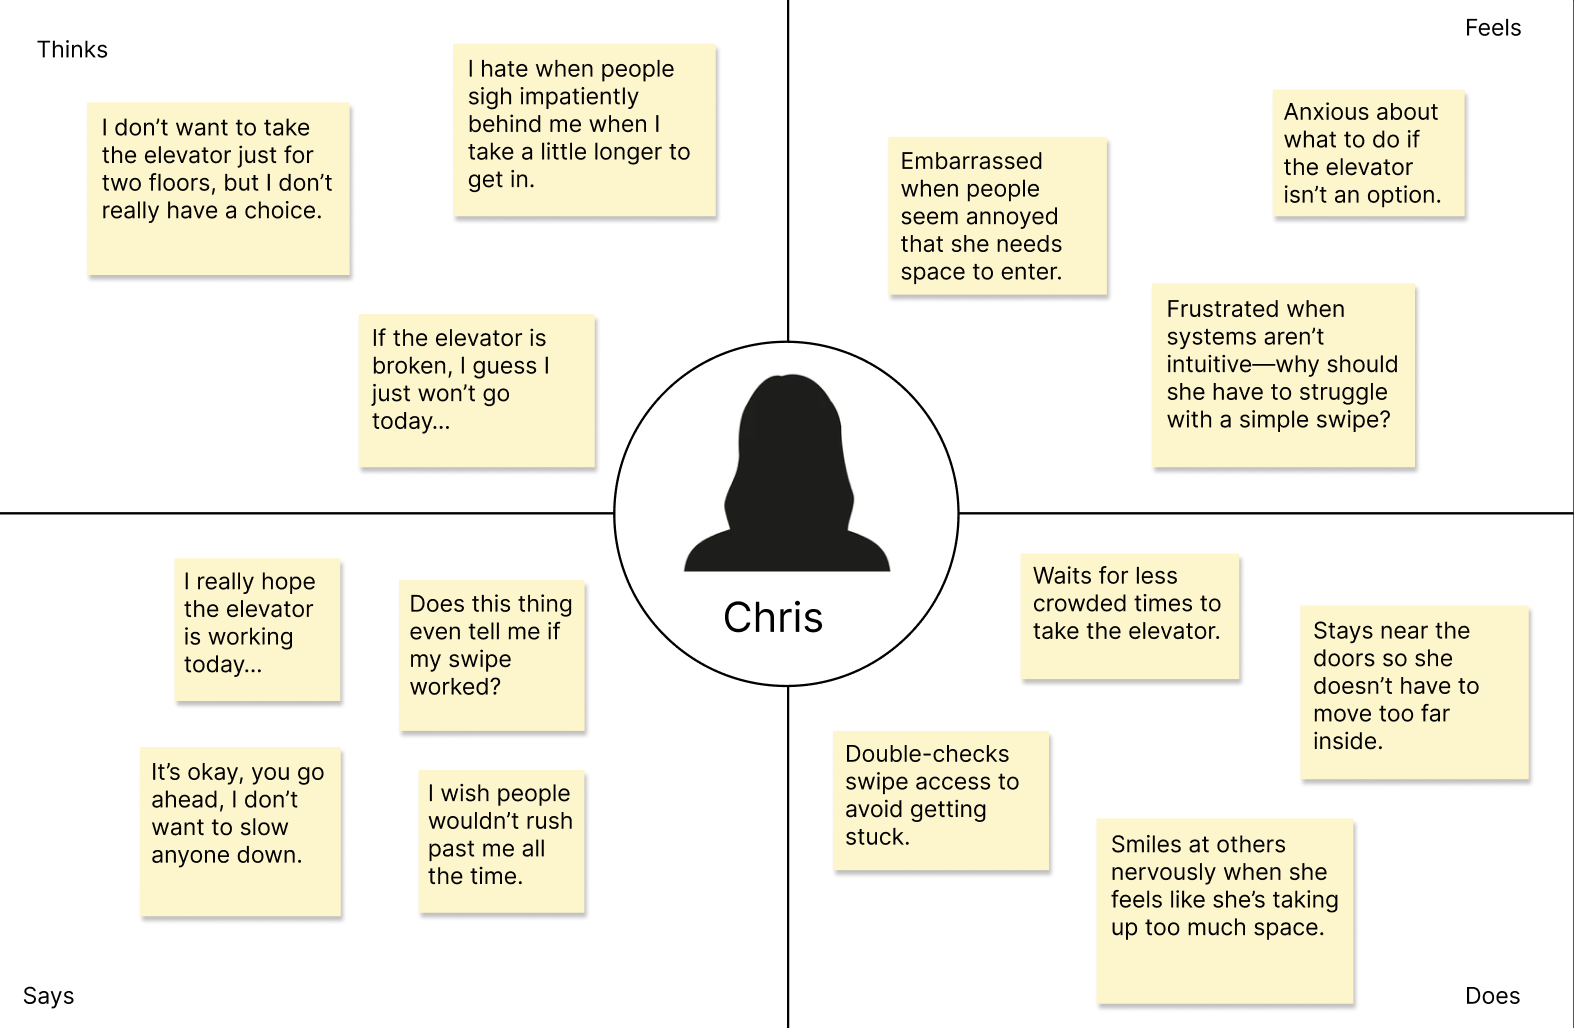 Thinks
I don’t want to take
the elevator just for
two floors, but I don’t
really have a choice.
I hate when people
sigh impatiently
behind me when I
take a little longer to
get in.
If the elevator is
broken, I guess I
just won’t go
today...
Feels
Embarrassed
when people
seem annoyed
that she needs
space to enter.
Anxious about
what to do if
the elevator
isn’t an option.
Frustrated when
systems aren’t
intuitive—why should
she have to struggle
with a simple swipe?
Chris
I really hope
the elevator
is working
today...
Does this thing
even tell me if
my swipe
worked?
It’s okay, you go
ahead, I don’t
want to slow
anyone down.
I wish people
wouldn’t rush
past me all
the time.
Says
Waits for less
crowded times to
take the elevator.
Stays near the
doors so she
doesn’t have to
move too far
inside.
Double-checks
swipe access to
avoid getting
stuck.
Smiles at others
nervously when she
feels like she’s taking
up too much space.
Does